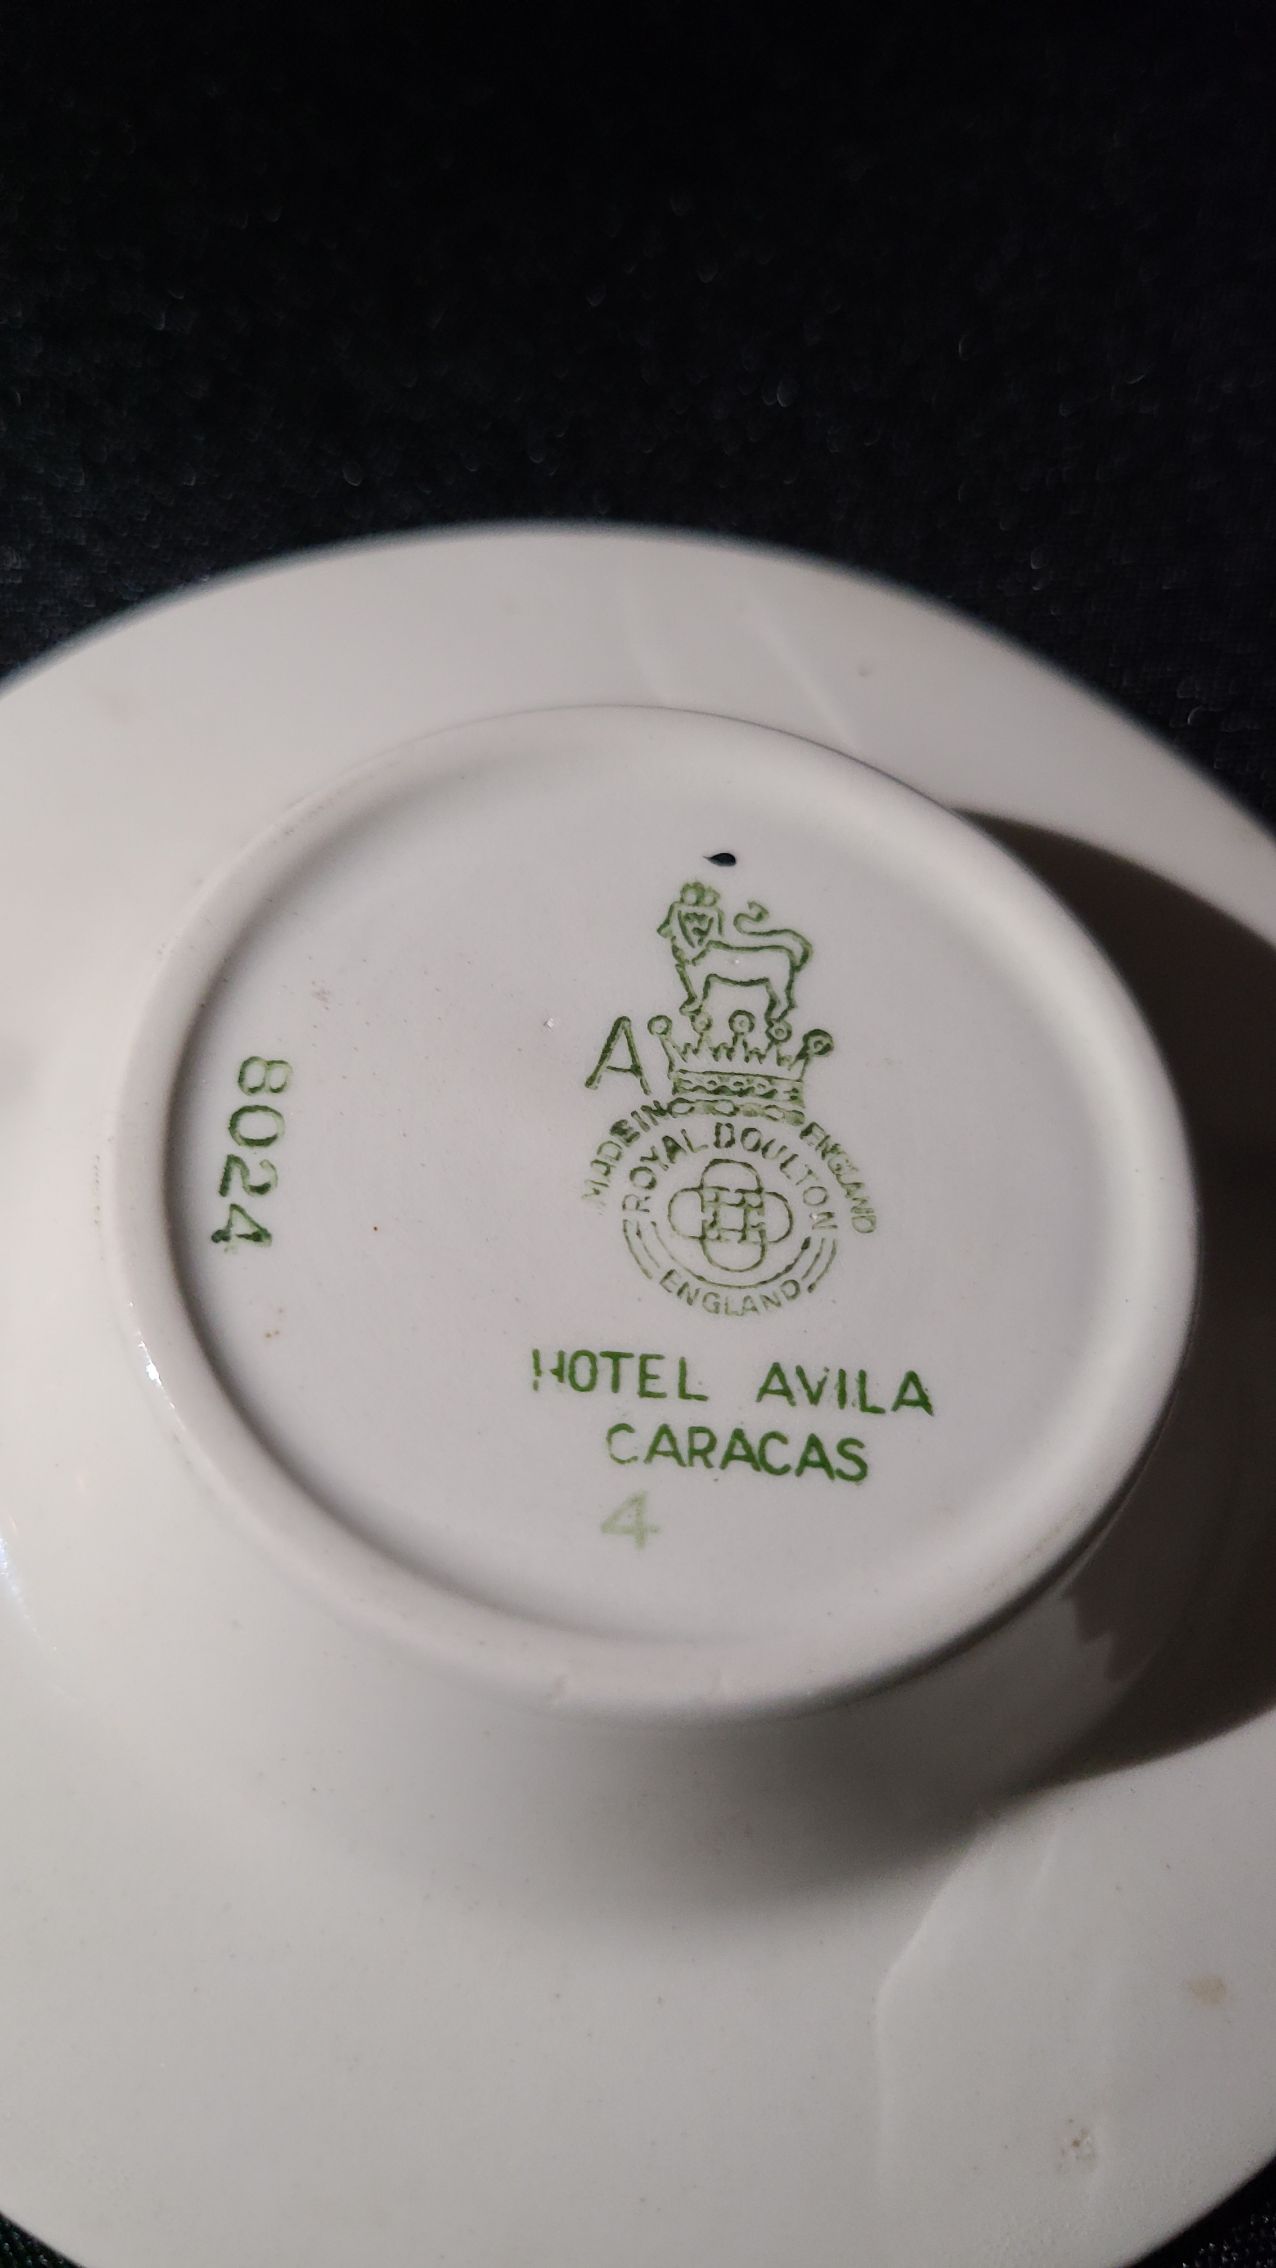 A
MADE IN ENGLAND
ROYAL DOULTON
ENGLAND
HOTEL AVILA
CARACAS
4
8024